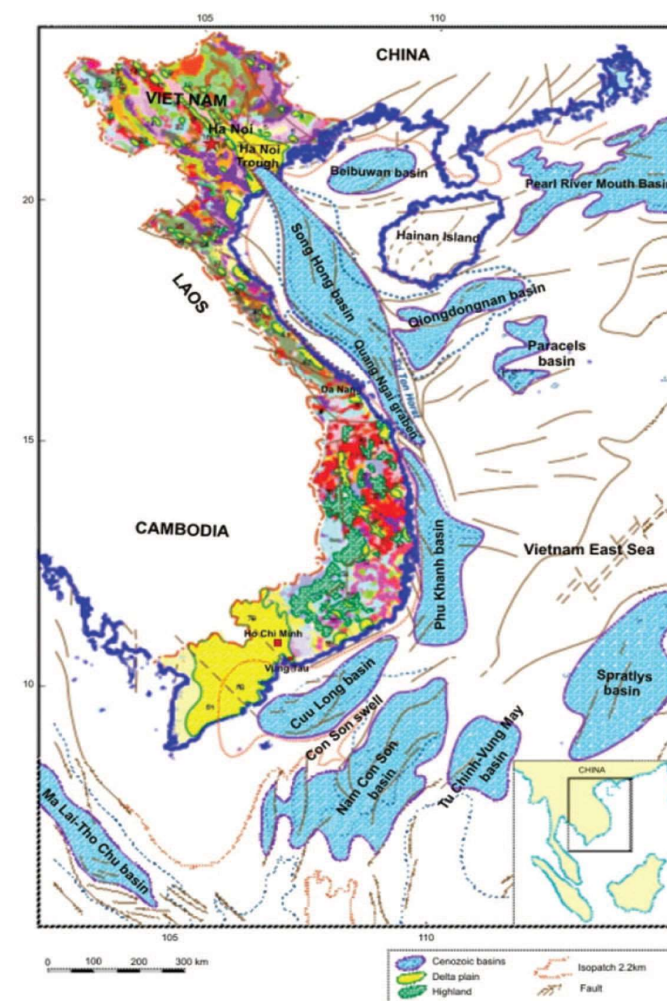 105
110
CHINA
VIET NAM
Ha Noi
Ha Noi
Trough
Beibuwan basin
Pearl River Mouth Basin
20
Hainan Island
Song Hong basin
LAOS
Qiongdongnan basin
Paracels
basin
Quang Ngai graben
Tri Ton Horst
Da Nang
15
CAMBODIA
Phu Khanh basin
Vietnam East Sea
Ho Chi Minh
Vung Tau
10
Cuu Long basin
Con Son swell
Spratlys
basin
Nam Con Son
basin
Tu Chinh-Vung May
basin
Ma Lai-Tho Chu basin
CHINA
105
110
0 100 200 300 km
Cenozoic basins
Delta plain
Highland
Isopatch 2.2km
Fault